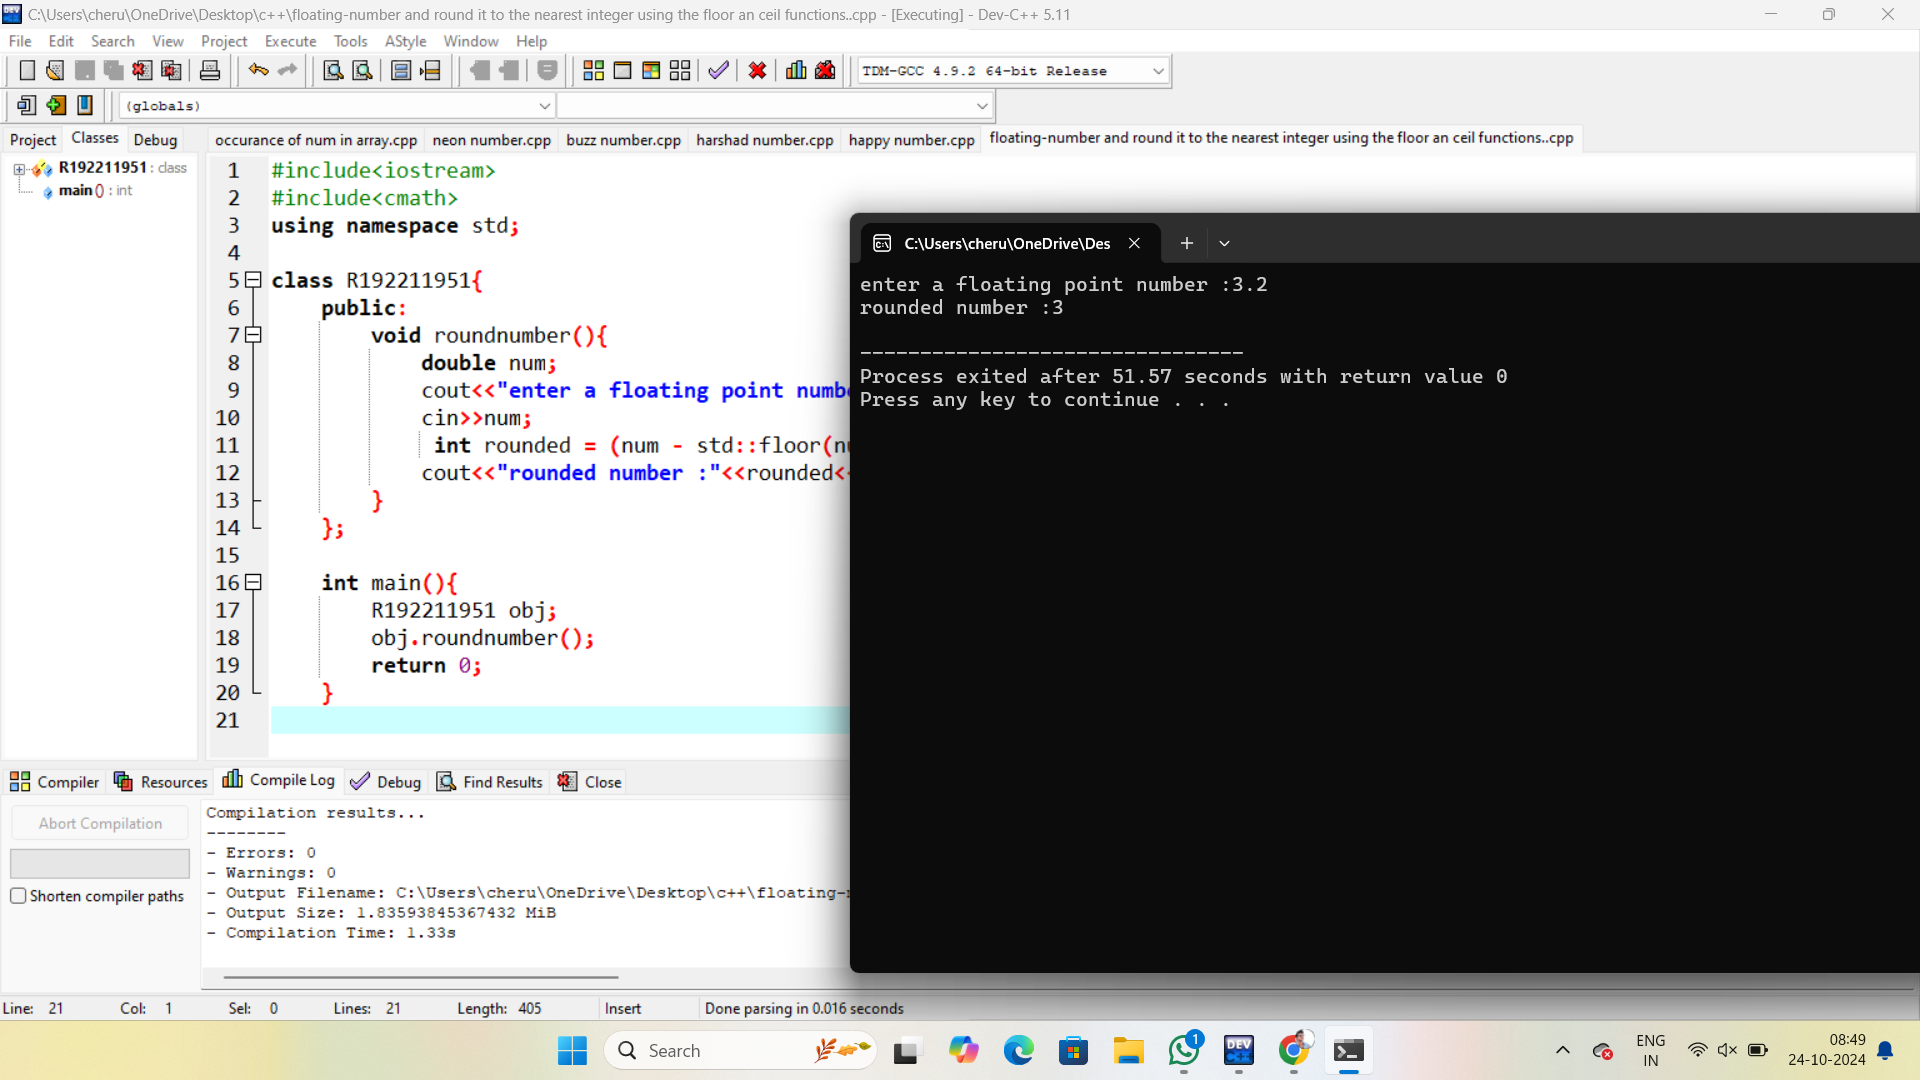 C:\Users\cheru\OneDrive\Desktop\c++\floating-number and round it to the nearest integer using the floor an ceil functions..cpp - [Executing] - Dev-C++ 5.11
File Edit Search View Project Execute Tools AStyle Window Help
TDM-GCC 4.9.2 64-bit Release
(globals)
Project Classes Debug
occurance of num in array.cpp neon number.cpp buzz number.cpp harshad number.cpp happy number.cpp floating-number and round it to the nearest integer using the floor an ceil functions..cpp
R192211951 : class
main () : int
1 #include<iostream>
2 #include<cmath>
3 using namespace std;
4
5 class R192211951{
6 public:
7 void roundnumber(){
8 double num;
9 cout<<"enter a floating point numb
10 cin>>num;
11 int rounded = (num - std::floor(nu
12 cout<<"rounded number :"<<rounded<
13 }
14 };
15
16 int main(){
17 R192211951 obj;
18 obj.roundnumber();
19 return 0;
20 }
21
C:\Users\cheru\OneDrive\Des
enter a floating point number :3.2
rounded number :3
--------------------------------
Process exited after 51.57 seconds with return value 0
Press any key to continue . . .
Compiler Resources Compile Log Debug Find Results Close
Abort Compilation
Shorten compiler paths
Compilation results...
--------
- Errors: 0
- Warnings: 0
- Output Filename: C:\Users\cheru\OneDrive\Desktop\c++\floating-
- Output Size: 1.83593845367432 MiB
- Compilation Time: 1.33s
Line: 21 Col: 1 Sel: 0 Lines: 21 Length: 405 Insert Done parsing in 0.016 seconds
Search
1
DEV
ENG
IN
08:49
24-10-2024